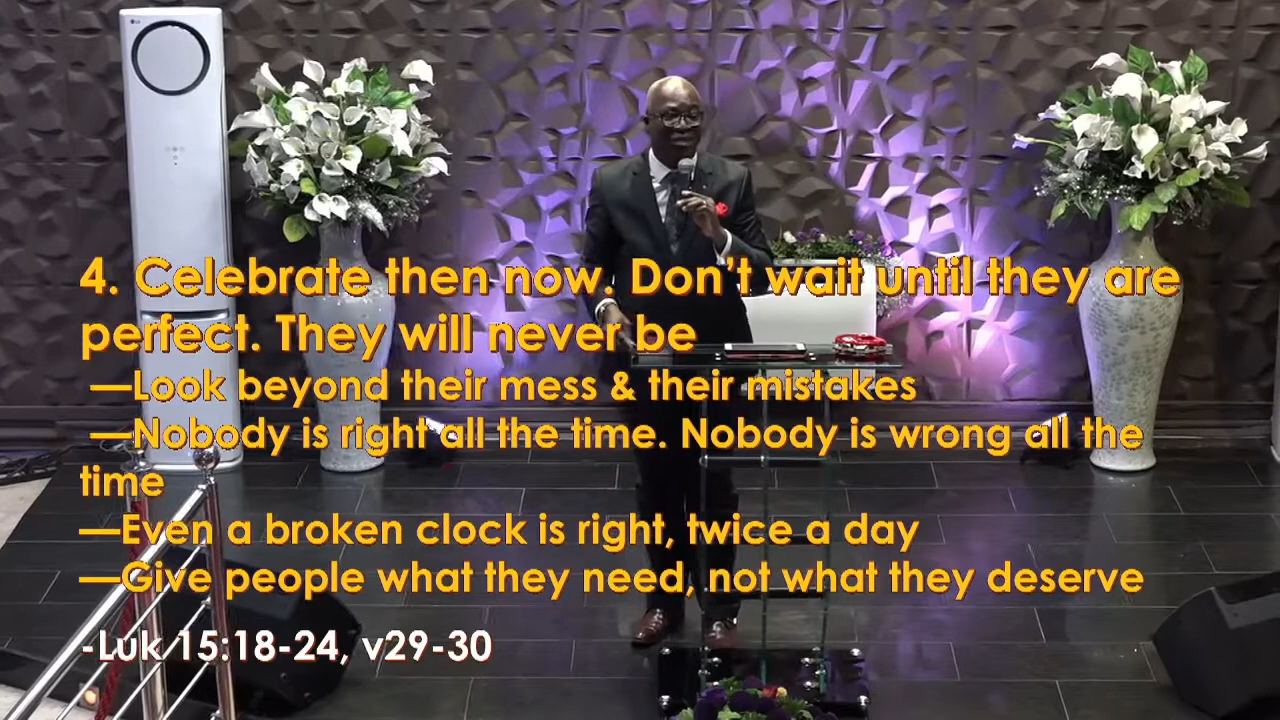 LG
4. Celebrate then now. Don't wait until they are
perfect. They will never be
—Look beyond their mess & their mistakes
—Nobody is right all the time. Nobody is wrong all the
time
—Even a broken clock is right, twice a day
—Give people what they need, not what they deserve
-Luk 15:18-24, v29-30